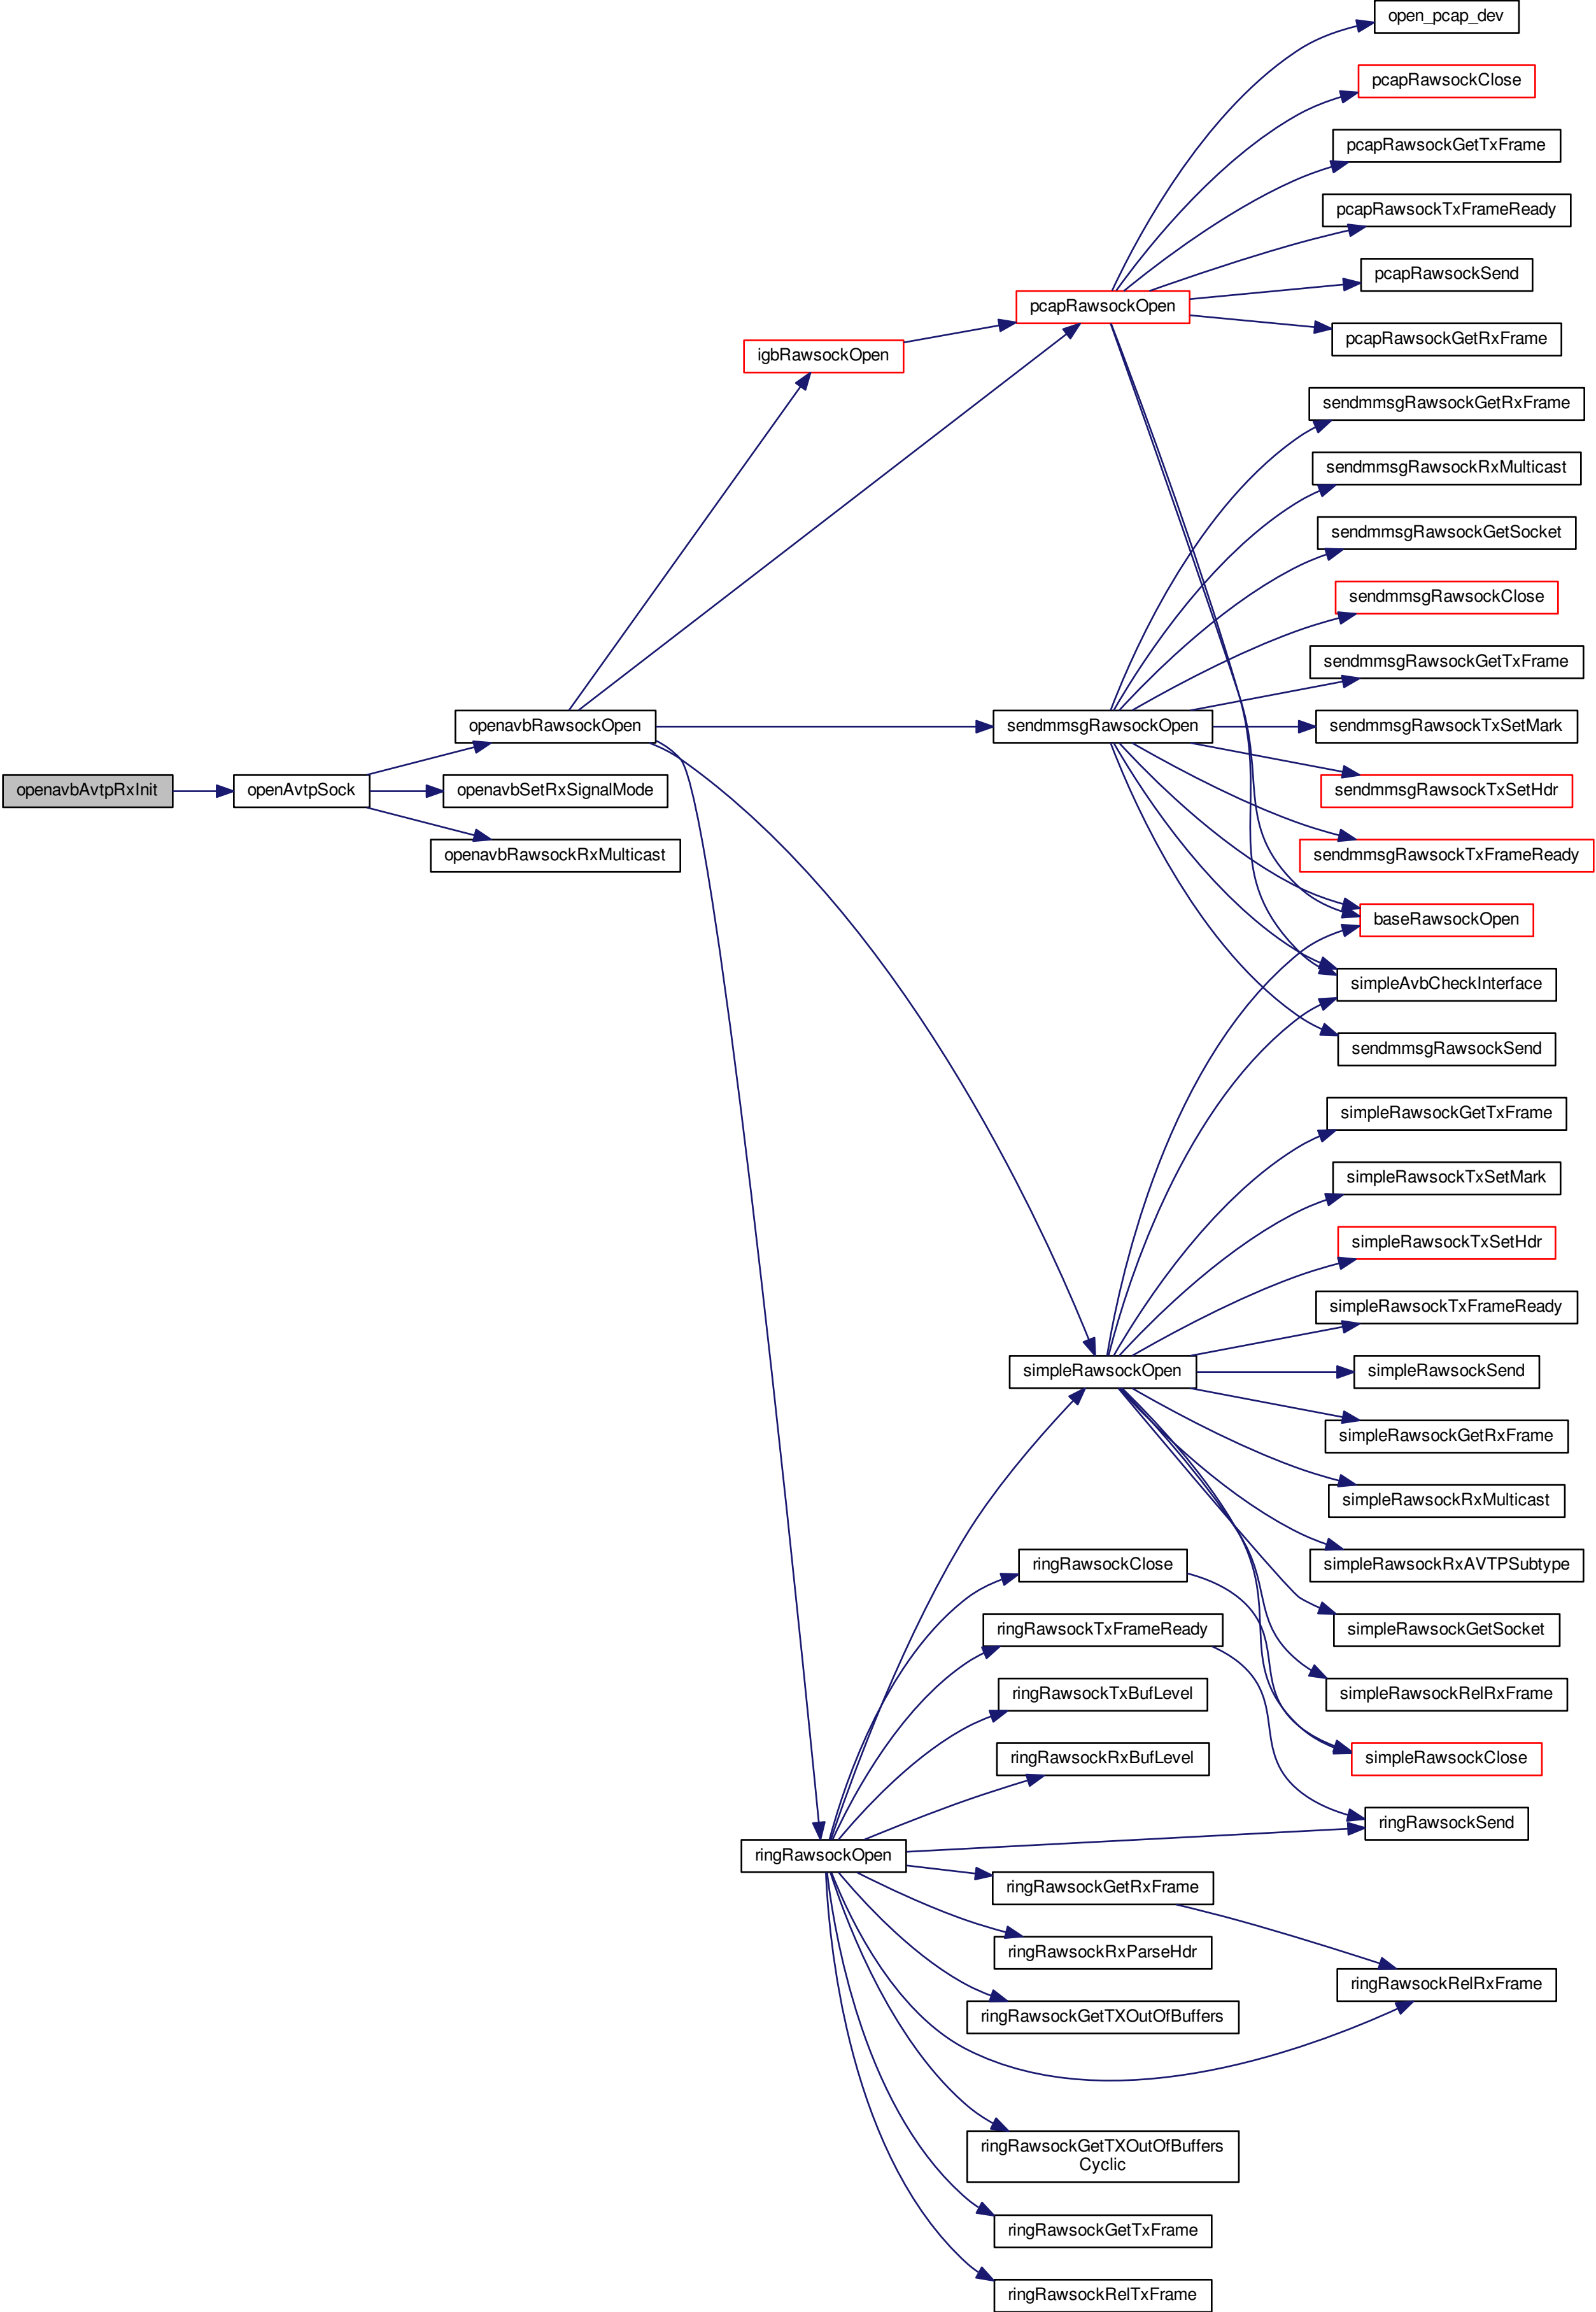 open_pcap_dev
pcapRawsockClose
pcapRawsockGetTxFrame
pcapRawsockTxFrameReady
pcapRawsockSend
pcapRawsockOpen
pcapRawsockGetRxFrame
igbRawsockOpen
sendmmsgRawsockGetRxFrame
sendmmsgRawsockRxMulticast
sendmmsgRawsockGetSocket
sendmmsgRawsockClose
sendmmsgRawsockGetTxFrame
openavbRawsockOpen
sendmmsgRawsockOpen
sendmmsgRawsockTxSetMark
openavbAvtpRxInit
openAvtpSock
openavbSetRxSignalMode
sendmmsgRawsockTxSetHdr
openavbRawsockRxMulticast
sendmmsgRawsockTxFrameReady
baseRawsockOpen
simpleAvbCheckInterface
sendmmsgRawsockSend
simpleRawsockGetTxFrame
simpleRawsockTxSetMark
simpleRawsockTxSetHdr
simpleRawsockTxFrameReady
simpleRawsockOpen
simpleRawsockSend
simpleRawsockGetRxFrame
simpleRawsockRxMulticast
ringRawsockClose
simpleRawsockRxAVTPSubtype
ringRawsockTxFrameReady
simpleRawsockGetSocket
ringRawsockTxBufLevel
simpleRawsockRelRxFrame
ringRawsockRxBufLevel
simpleRawsockClose
ringRawsockSend
ringRawsockOpen
ringRawsockGetRxFrame
ringRawsockRxParseHdr
ringRawsockRelRxFrame
ringRawsockGetTXOutOfBuffers
ringRawsockGetTXOutOfBuffers
Cyclic
ringRawsockGetTxFrame
ringRawsockRelTxFrame